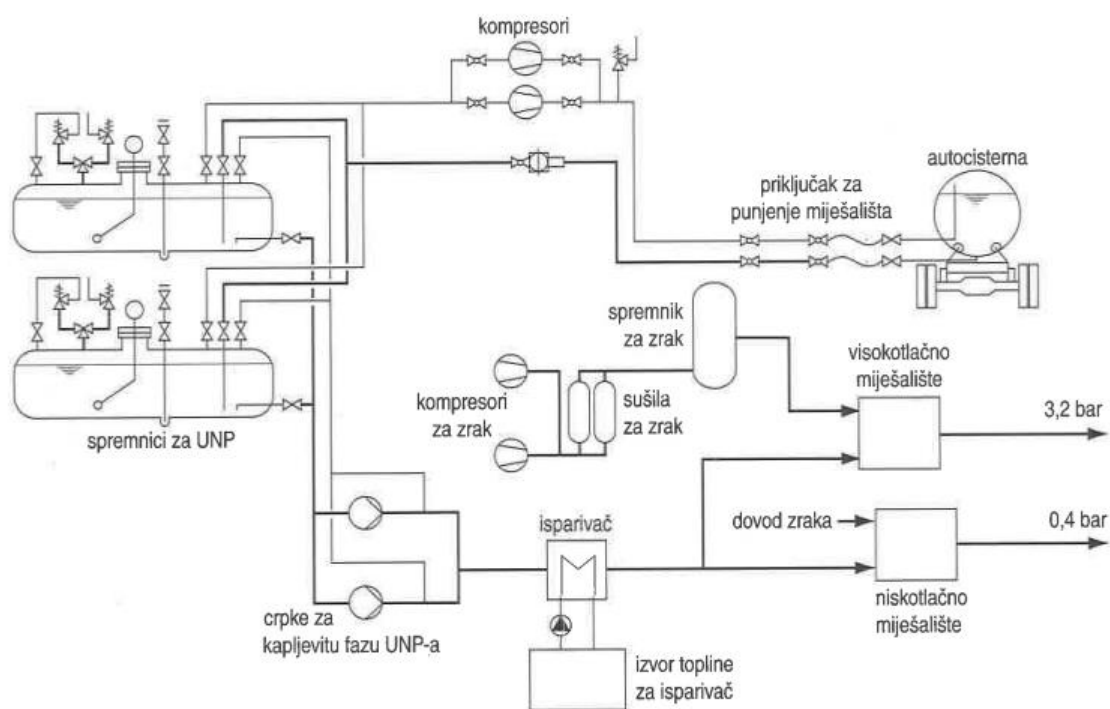 kompresori
autocisterna
priključak za
punjenje miješališta
spremnik
za zrak
visokotlačno
miješalište
kompresori
za zrak
sušila
za zrak
3,2 bar
spremnici za UNP
isparivač
dovod zraka
0,4 bar
crpke za
kapljevitu fazu UNP-a
niskotlačno
miješalište
izvor topline
za isparivač